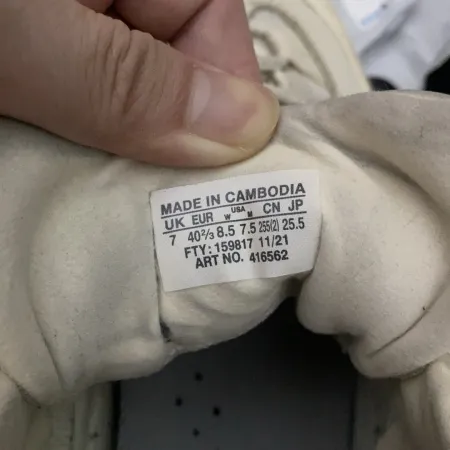 MADE IN CAMBODIA
UK EUR W USA M CN JP
7 40⅔ 8.5 7.5 255(2) 25.5
FTY: 159817 11/21
ART NO. 416562